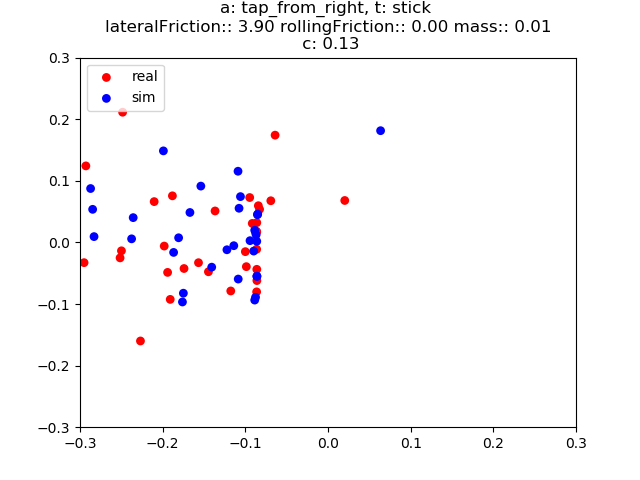 a: tap_from_right, t: stick
lateralFriction:: 3.90 rollingFriction:: 0.00 mass:: 0.01
c: 0.13
real
sim
0.3
0.2
0.1
0.0
−0.1
−0.2
−0.3
−0.3 −0.2 −0.1 0.0 0.1 0.2 0.3